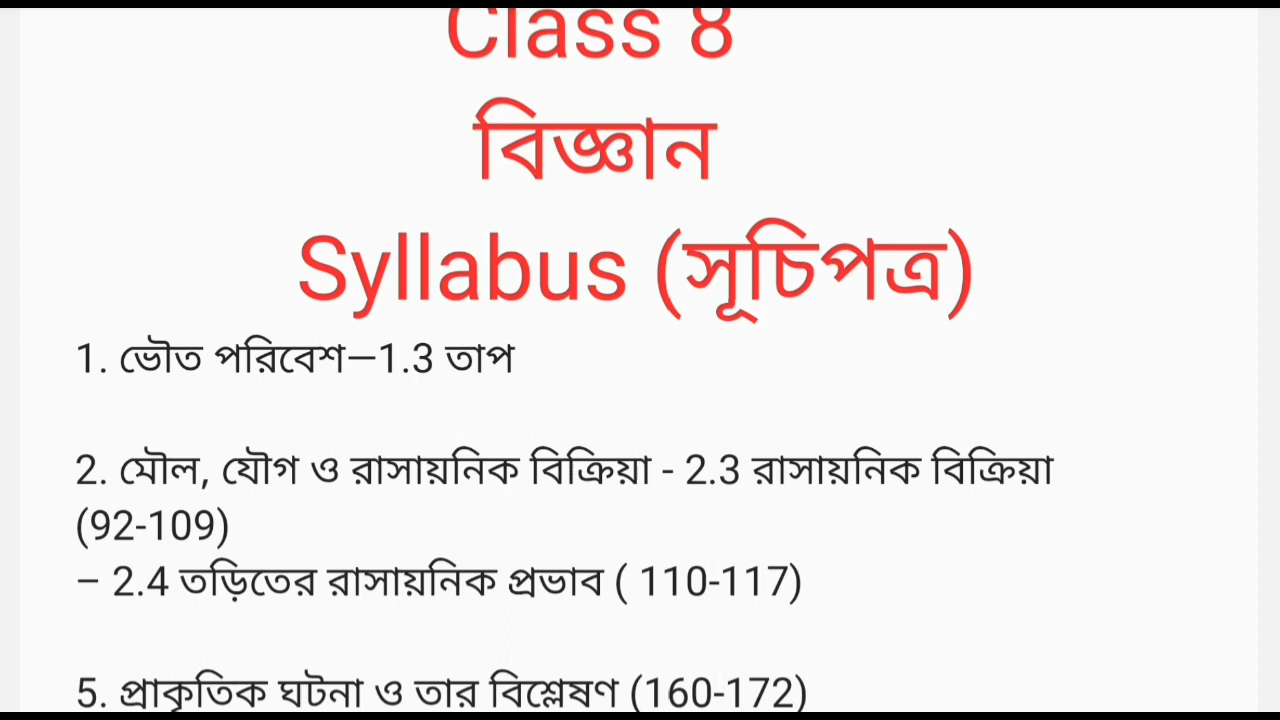 Class 8
বিজ্ঞান
Syllabus (সূচিপত্র)
1. ভৌত পরিবেশ—1.3 তাপ
2. মৌল, যৌগ ও রাসায়নিক বিক্রিয়া - 2.3 রাসায়নিক বিক্রিয়া
(92-109)
– 2.4 তড়িতের রাসায়নিক প্রভাব ( 110-117)
5. প্রাকৃতিক ঘটনা ও তার বিশ্লেষণ (160-172)